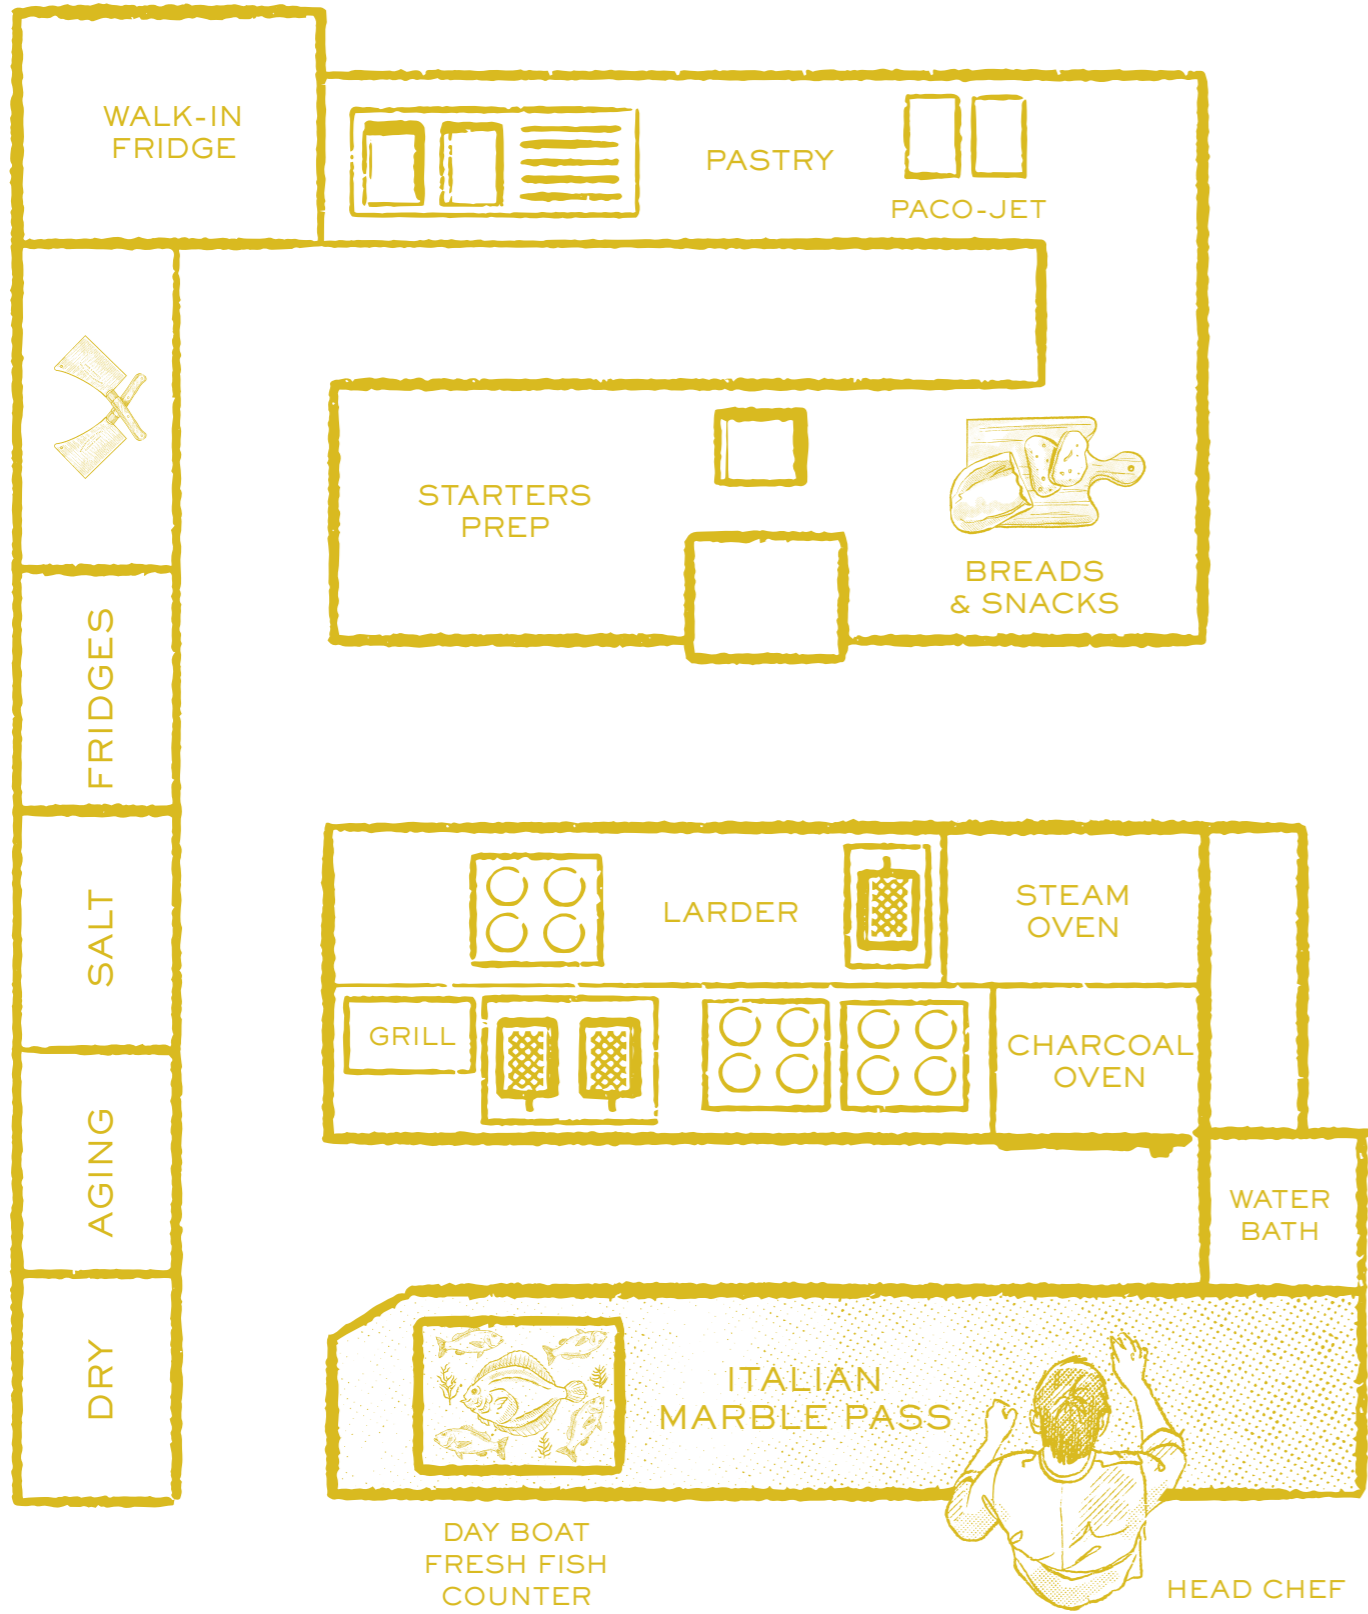 WALK-IN
FRIDGE
PASTRY
PACO-JET
STARTERS
PREP
BREADS
& SNACKS
FRIDGES
SALT
AGING
DRY
LARDER
STEAM
OVEN
GRILL
CHARCOAL
OVEN
WATER
BATH
ITALIAN
MARBLE PASS
DAY BOAT
FRESH FISH
COUNTER
HEAD CHEF